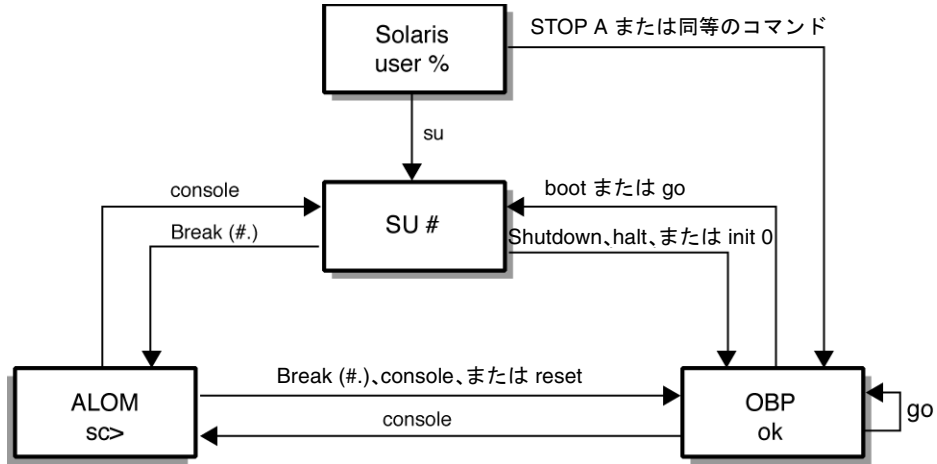 Solaris
user %
STOP A または同等のコマンド
su
console
SU #
boot または go
Break (#.)
Shutdown、halt、または init 0
ALOM
sc>
Break (#.)、console、または reset
console
OBP
ok
go